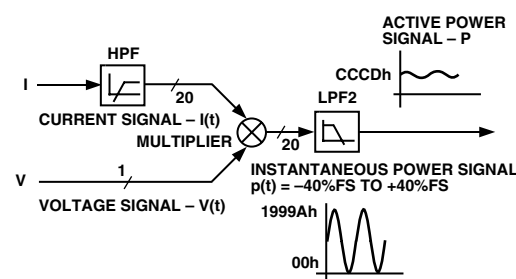 ACTIVE POWER
SIGNAL – P
HPF
CCCDh
I
20
LPF2
CURRENT SIGNAL – I(t)
MULTIPLIER
20
1
INSTANTANEOUS POWER SIGNAL
V
p(t) = –40%FS TO +40%FS
VOLTAGE SIGNAL – V(t)
1999Ah
00h